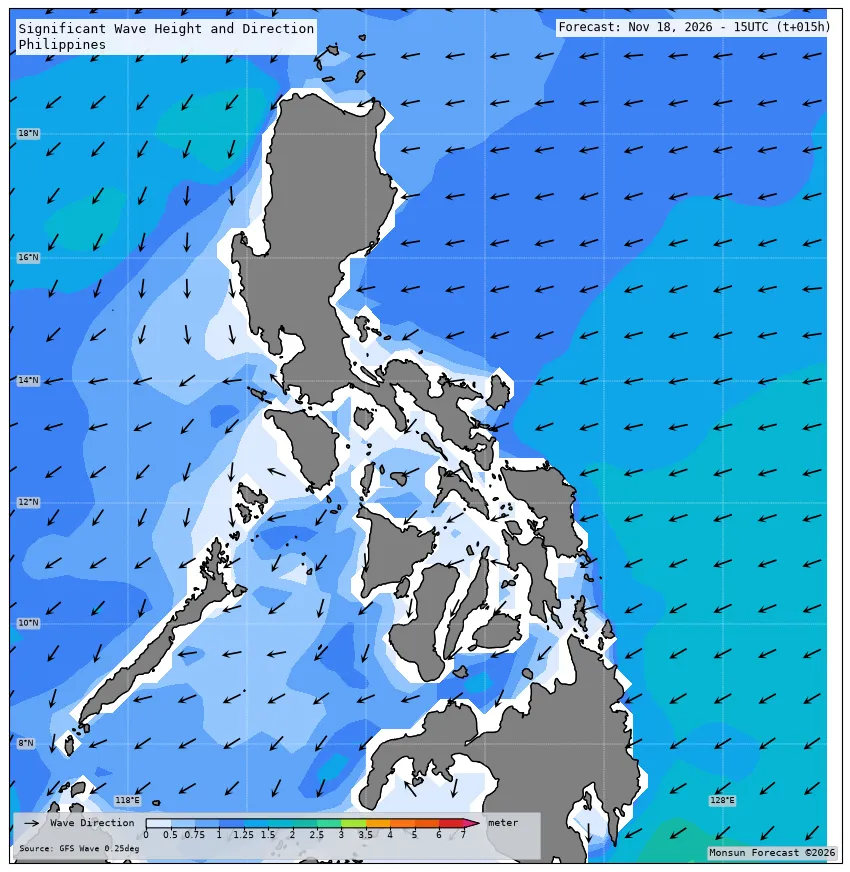 Significant Wave Height and Direction
Philippines
Forecast: Nov 18, 2026 - 15UTC (t+015h)
18°N
16°N
14°N
12°N
10°N
8°N
118°E
128°E
Wave Direction
0 0.5 0.75 1 1.25 1.5 2 2.5 3 3.5 4 5 6 7
meter
Source: GFS Wave 0.25deg
Monsun Forecast ©2026